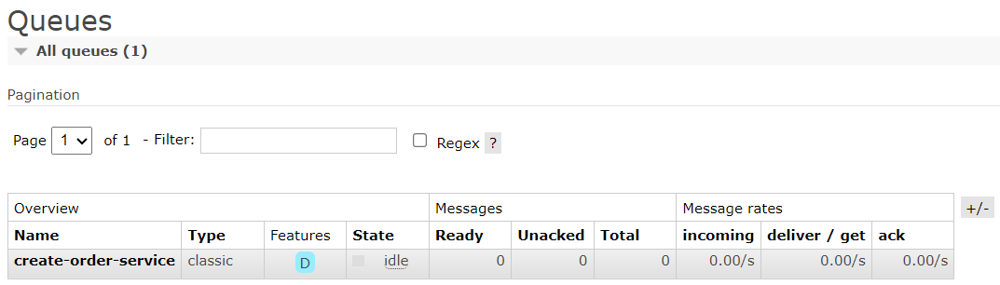 Queues
All queues (1)
Pagination
Page 1 of 1 - Filter: Regex ?
Overview Messages Message rates +/-
Name Type Features State Ready Unacked Total incoming deliver / get ack
create-order-service classic D idle 0 0 0 0.00/s 0.00/s 0.00/s